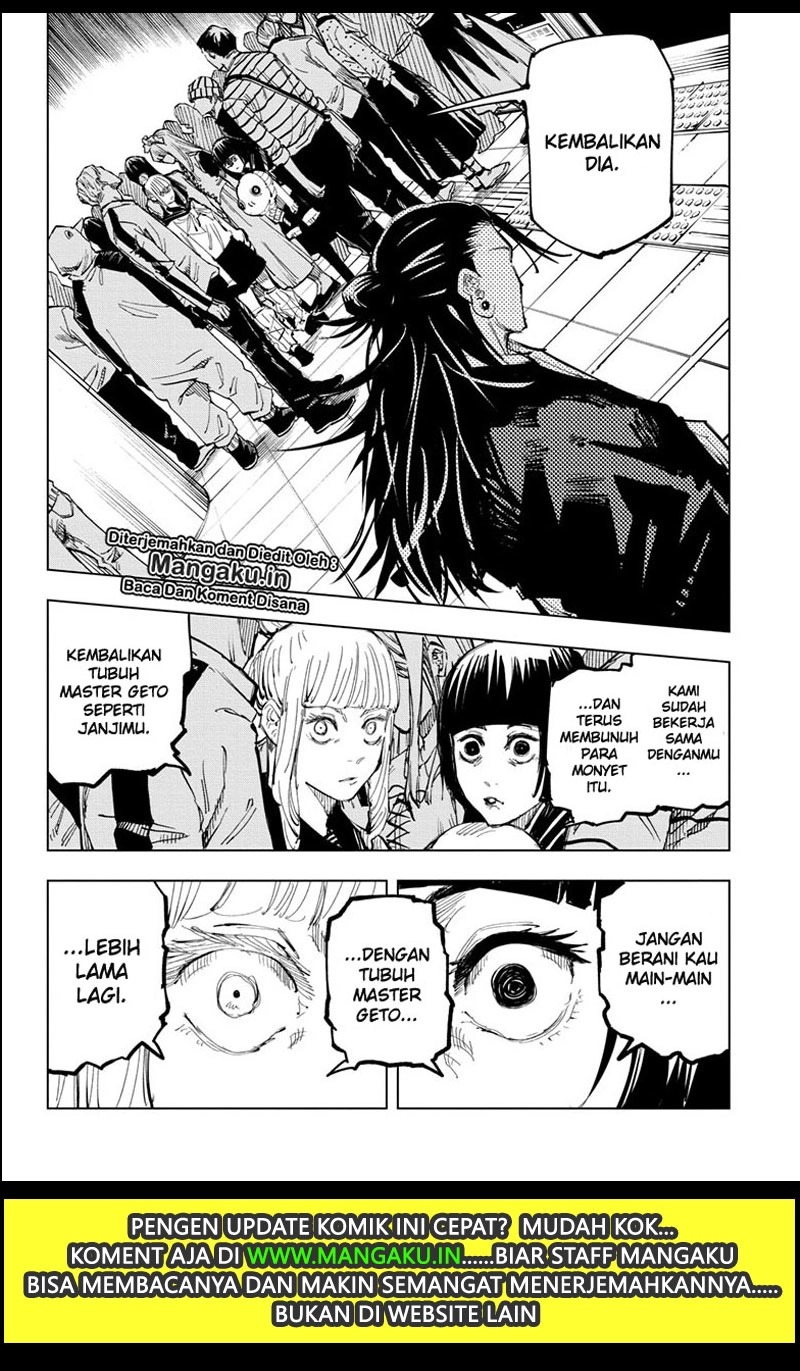 KEMBALIKAN
DIA.
Diterjemahkan dan Diedit Oleh :
Mangaku.in
Baca Dan Koment Disana
KAMI
SUDAH
BEKERJA
SAMA
DENGANMU
...
...DAN
TERUS
MEMBUNUH
PARA
MONYET
ITU.
KEMBALIKAN
TUBUH
MASTER GETO
SEPERTI
JANJIMU.
JANGAN
BERANI KAU
MAIN-MAIN
...
...DENGAN
TUBUH
MASTER
GETO...
...LEBIH
LAMA
LAGI.
PENGEN UPDATE KOMIK INI CEPAT? MUDAH KOK...
KOMENT AJA DI WWW.MANGAKU.IN......BIAR STAFF MANGAKU
BISA MEMBACANYA DAN MAKIN SEMANGAT MENERJEMAHKANNYA.....
BUKAN DI WEBSITE LAIN